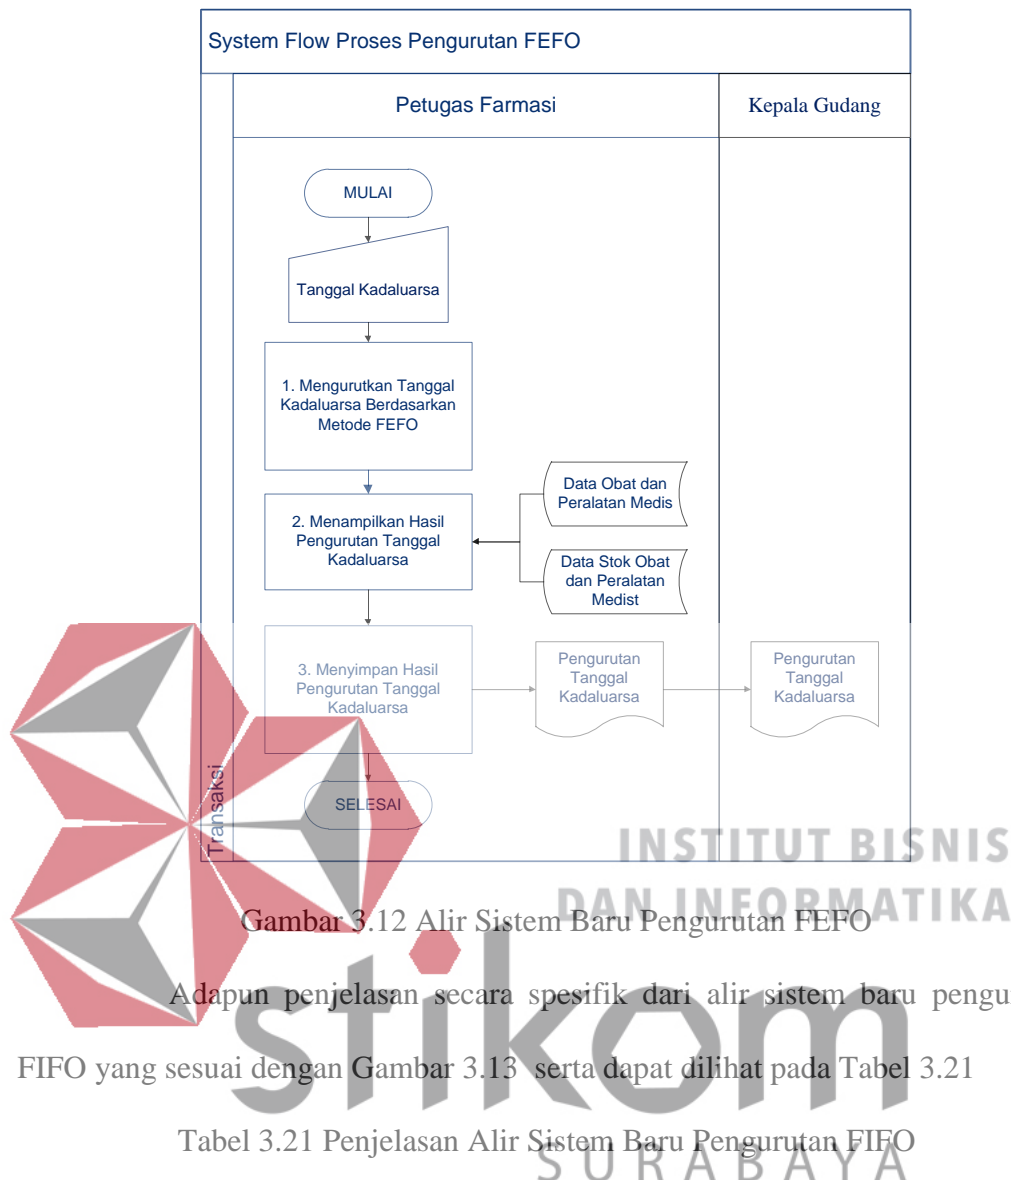 System Flow Proses Pengurutan FEFO
Petugas Farmasi
Kepala Gudang
MULAI
Tanggal Kadaluarsa
1. Mengurutkan Tanggal
Kadaluarsa Berdasarkan
Metode FEFO
Data Obat dan
Peralatan Medis
2. Menampilkan Hasil
Pengurutan Tanggal
Kadaluarsa
Data Stok Obat
dan Peralatan
Medist
3. Menyimpan Hasil
Pengurutan Tanggal
Kadaluarsa
Pengurutan
Tanggal
Kadaluarsa
Pengurutan
Tanggal
Kadaluarsa
SELESAI
Transaksi
INSTITUT BISNIS
DAN INFORMATIKA
Gambar 3.12 Alir Sistem Baru Pengurutan FEFO
stikom
Adapun penjelasan secara spesifik dari alir sistem baru pengu
FIFO yang sesuai dengan Gambar 3.13 serta dapat dilihat pada Tabel 3.21
Tabel 3.21 Penjelasan Alir Sistem Baru Pengurutan FIFO
SURABAYA